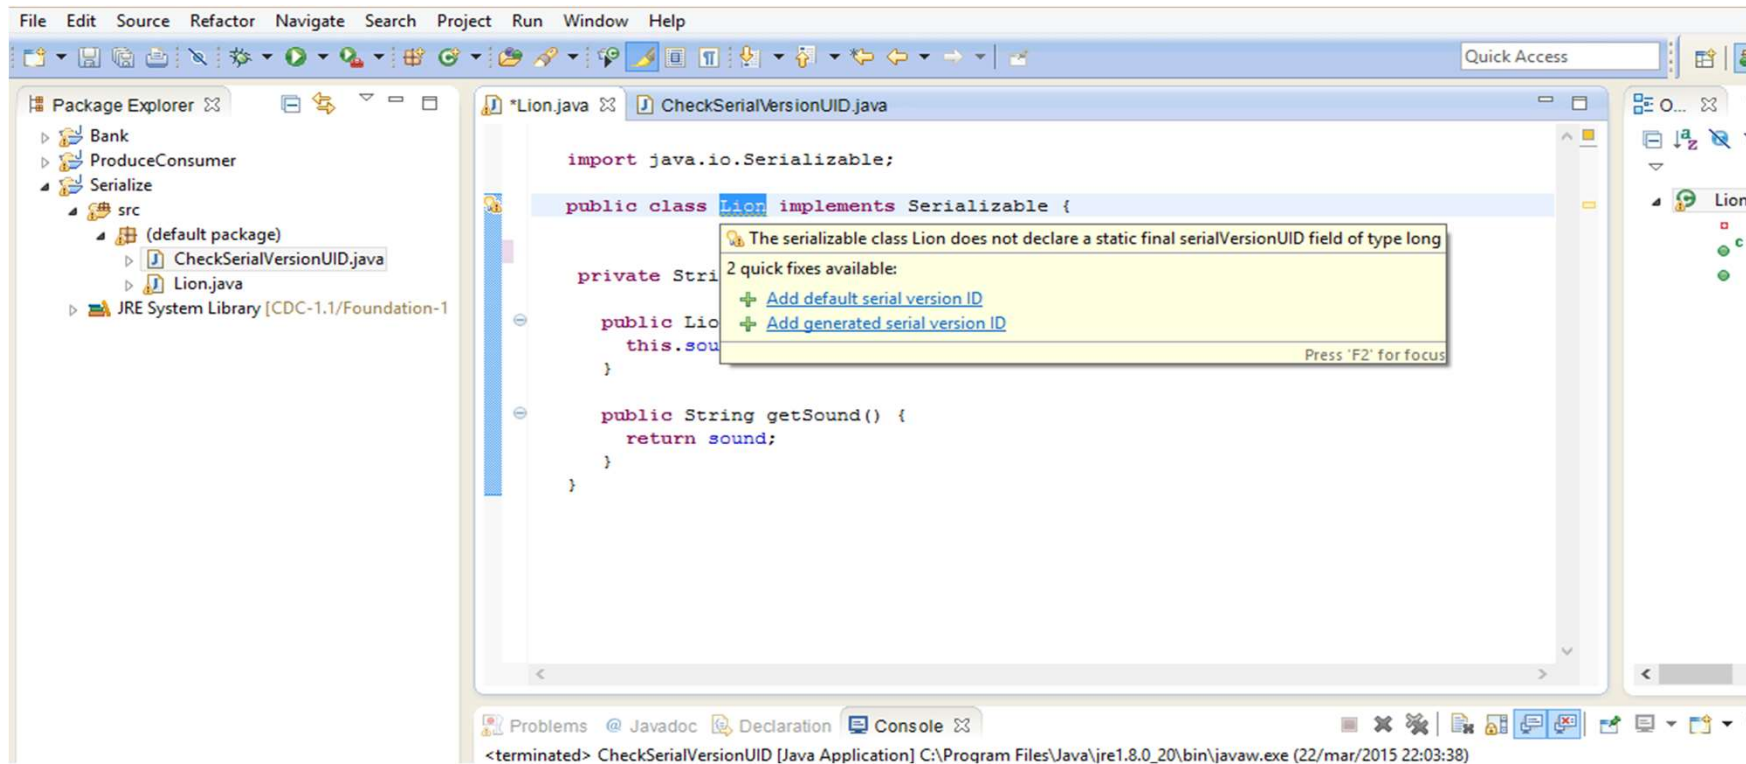 File Edit Source Refactor Navigate Search Project Run Window Help
Quick Access
Package Explorer
Bank
ProduceConsumer
Serialize
src
(default package)
CheckSerialVersionUID.java
Lion.java
JRE System Library [CDC-1.1/Foundation-1
*Lion.java CheckSerialVersionUID.java
import java.io.Serializable;
public class Lion implements Serializable {
The serializable class Lion does not declare a static final serialVersionUID field of type long
2 quick fixes available:
Add default serial version ID
Add generated serial version ID
Press 'F2' for focus
private Stri
public Lio
this.sou
}
public String getSound() {
return sound;
}
}
O...
Lion
Problems @ Javadoc Declaration Console
<terminated> CheckSerialVersionUID [Java Application] C:\Program Files\Java\jre1.8.0_20\bin\javaw.exe (22/mar/2015 22:03:38)